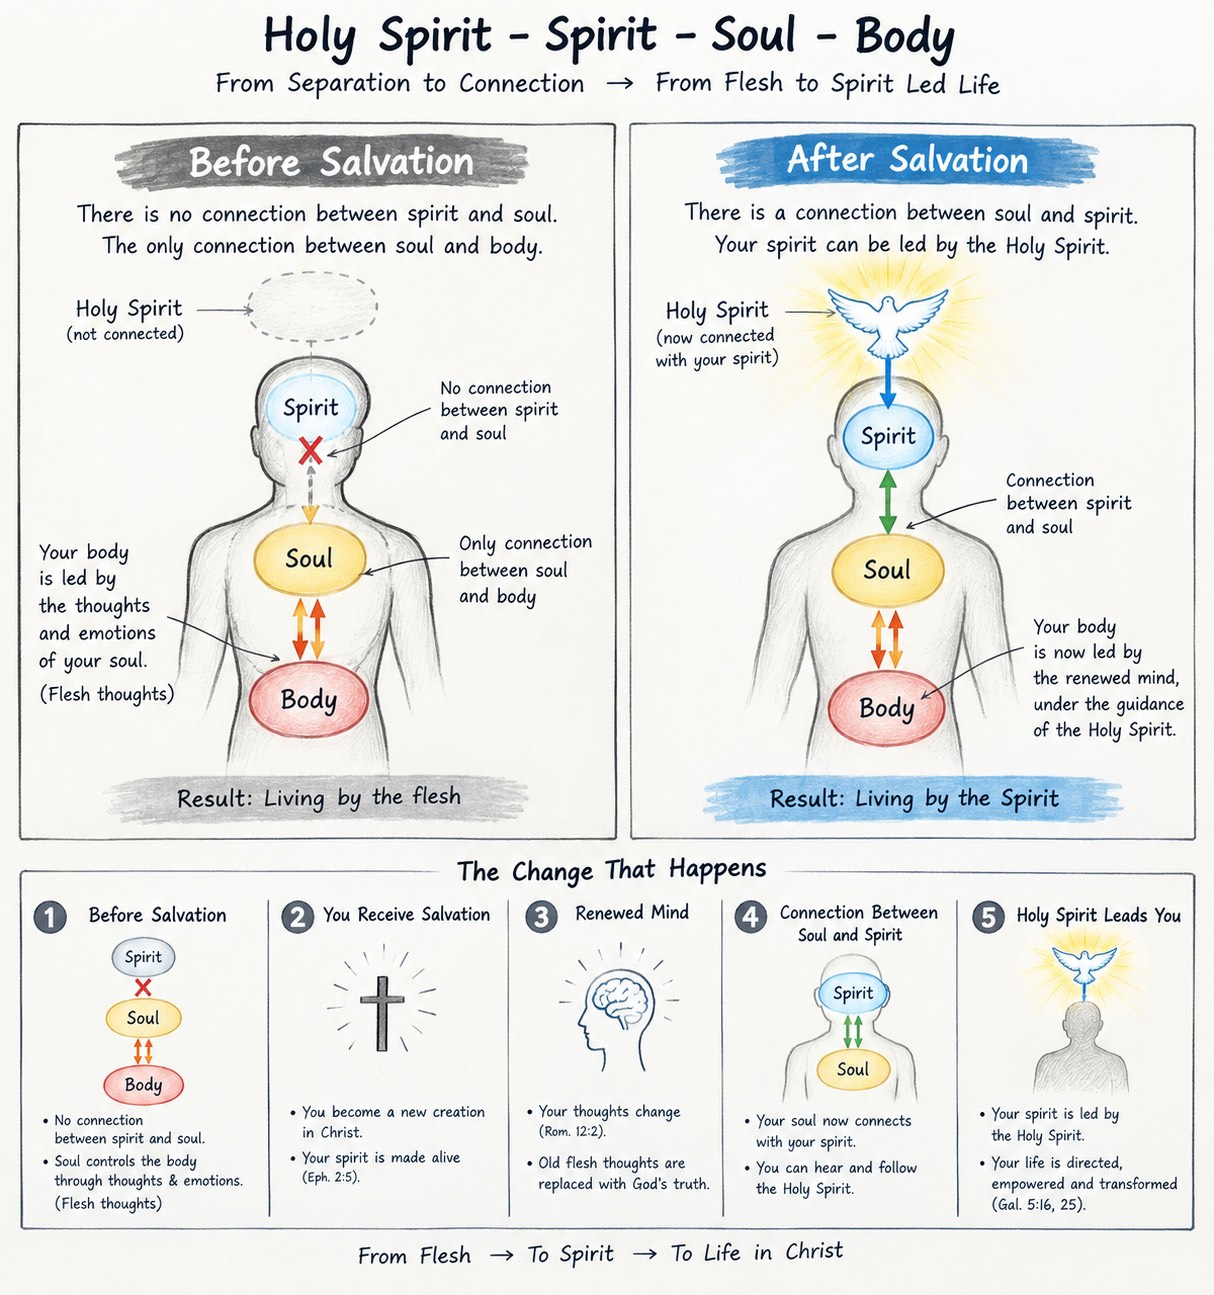 Holy Spirit – Spirit – Soul – Body
From Separation to Connection → From Flesh to Spirit Led Life
Before Salvation
There is no connection between spirit and soul.
The only connection between soul and body.
Holy Spirit
(not connected)
Spirit
No connection
between spirit
and soul
Soul
Only connection
between soul
and body
Your body
is led by
the thoughts
and emotions
of your soul.
(Flesh thoughts)
Body
Result: Living by the flesh
After Salvation
There is a connection between soul and spirit.
Your spirit can be led by the Holy Spirit.
Holy Spirit
(now connected
with your spirit)
Spirit
Connection
between spirit
and soul
Soul
Your body
is now led by
the renewed mind,
under the guidance
of the Holy Spirit.
Body
Result: Living by the Spirit
The Change That Happens
1 Before Salvation
Spirit
Soul
Body
• No connection
between spirit and soul.
• Soul controls the body
through thoughts & emotions.
(Flesh thoughts)
2 You Receive Salvation
• You become a new creation
in Christ.
• Your spirit is made alive
(Eph. 2:5).
3 Renewed Mind
• Your thoughts change
(Rom. 12:2).
• Old flesh thoughts are
replaced with God's truth.
4 Connection Between
Soul and Spirit
Spirit
Soul
• Your soul now connects
with your spirit.
• You can hear and follow
the Holy Spirit.
5 Holy Spirit Leads You
• Your spirit is led by
the Holy Spirit.
• Your life is directed,
empowered and transformed
(Gal. 5:16, 25).
From Flesh → To Spirit → To Life in Christ